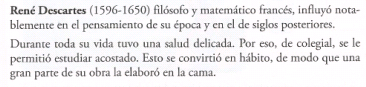 René Descartes (1596-1650) filósofo y matemático francés, influyó nota-
blemente en el pensamiento de su época y en el de siglos posteriores.
Durante toda su vida tuvo una salud delicada. Por eso, de colegial, se le
permitió estudiar acostado. Esto se convirtió en hábito, de modo que una
gran parte de su obra la elaboró en la cama.